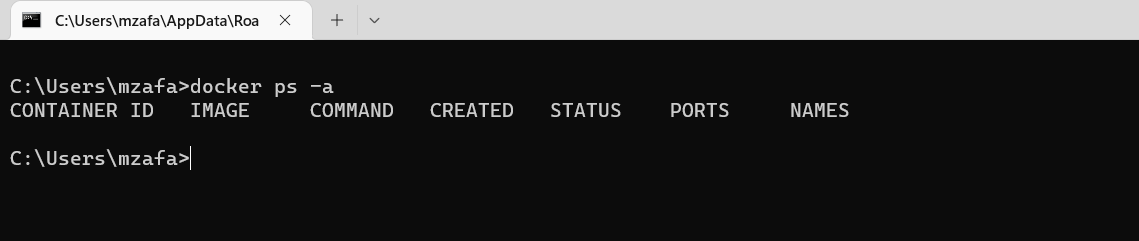 C:\Users\mzafa\AppData\Roa
C:\Users\mzafa>docker ps -a
CONTAINER ID   IMAGE     COMMAND   CREATED   STATUS    PORTS     NAMES
C:\Users\mzafa>